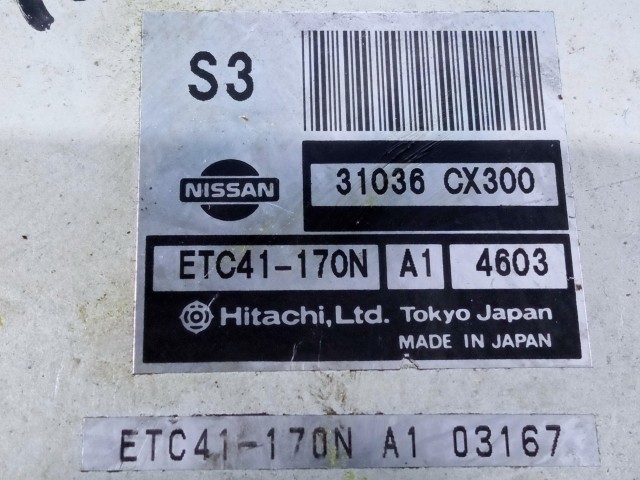 S3
NISSAN
31036 CX300
ETC41-170N A1 4603
Hitachi, Ltd. Tokyo Japan
MADE IN JAPAN
ETC41-170N A1 03167